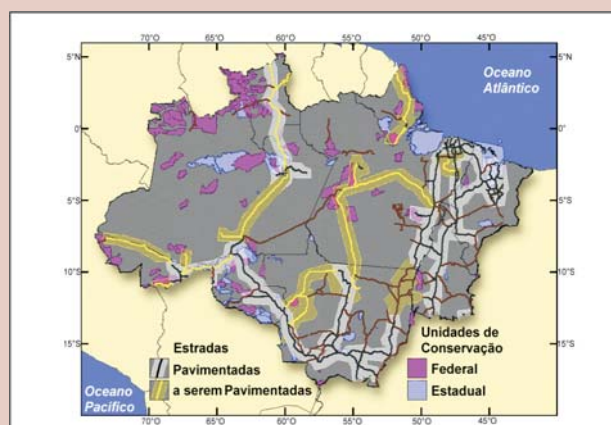 70°O 65°O 60°O 55°O 50°O 45°O
5°N 5°N
Oceano
Atlântico
0° 0°
5°S 5°S
10°S 10°S
15°S 15°S
Estradas
Pavimentadas
a serem Pavimentadas
Unidades de
Conservação
Federal
Estadual
Oceano
Pacífico
70°O 65°O 60°O 55°O 50°O 45°O